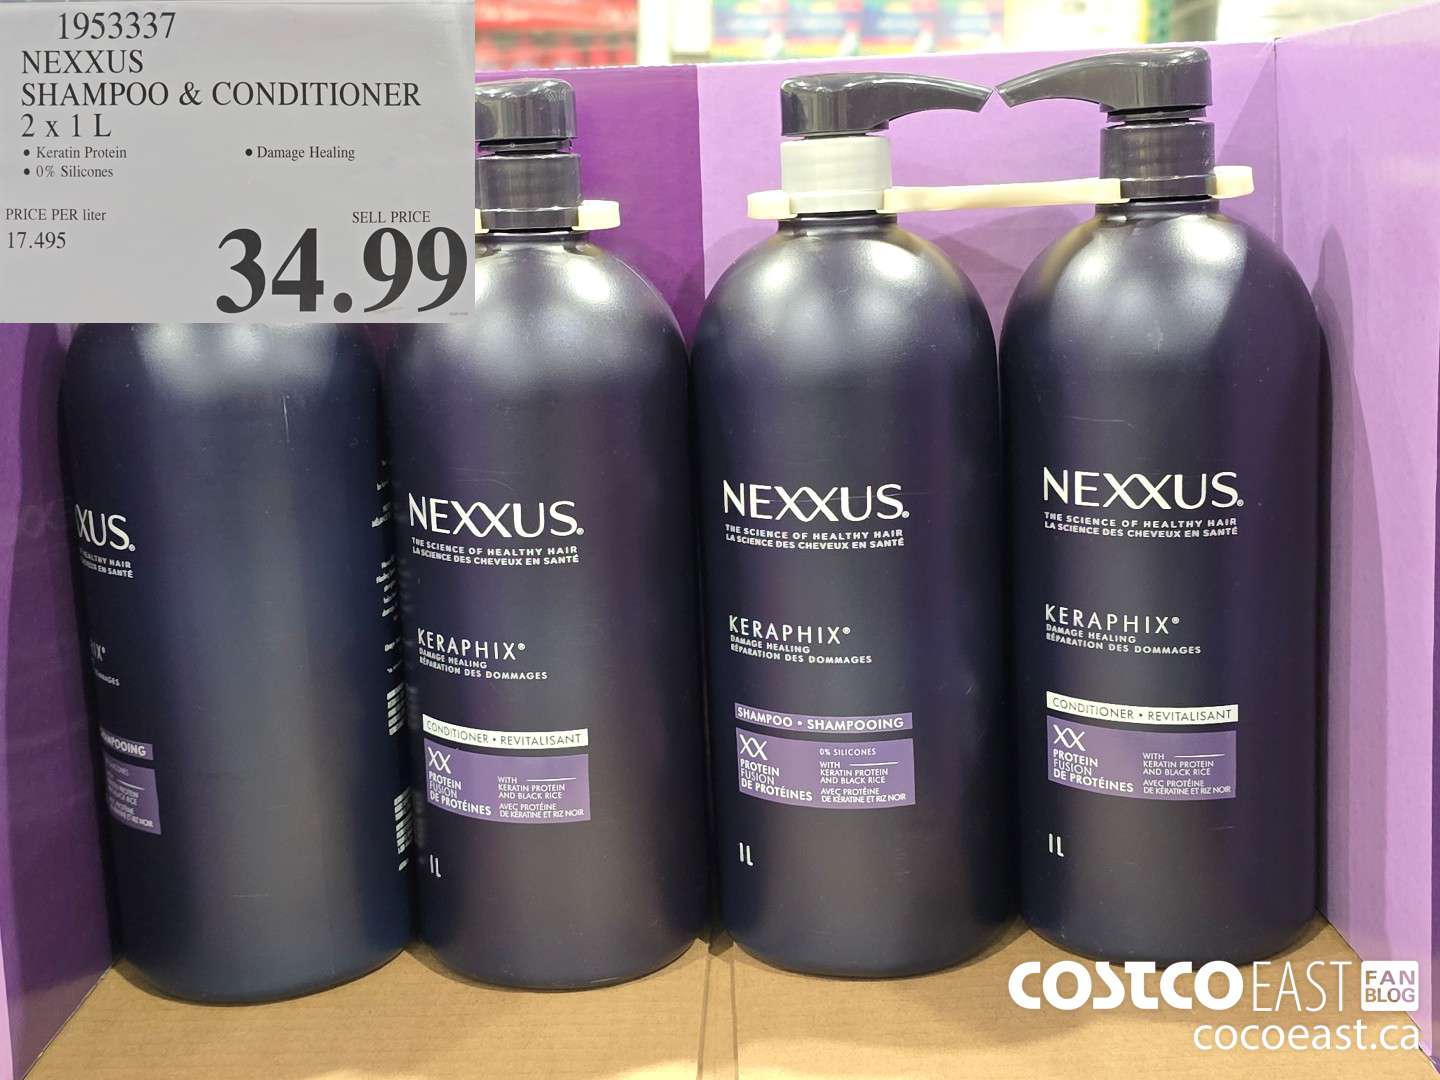 1953337
NEXXUS
SHAMPOO & CONDITIONER
2 x 1 L
• Keratin Protein
• Damage Healing
• 0% Silicones
PRICE PER liter
17.495
SELL PRICE
34.99
XUS.
HEALTHY HAIR
EN SANTÉ
NEXXUS®
THE SCIENCE OF HEALTHY HAIR
LA SCIENCE DES CHEVEUX EN SANTÉ
KERAPHIX®
DAMAGE HEALING
RÉPARATION DES DOMMAGES
CONDITIONER • REVITALISANT
XX
PROTEIN
FUSION
DE PROTÉINES
WITH
KERATIN PROTEIN
AND BLACK RICE
AVEC PROTÉINE
DE KÉRATINE ET RIZ NOIR
1L
NEXXUS®
THE SCIENCE OF HEALTHY HAIR
LA SCIENCE DES CHEVEUX EN SANTÉ
KERAPHIX®
DAMAGE HEALING
RÉPARATION DES DOMMAGES
SHAMPOO • SHAMPOOING
XX
PROTEIN
FUSION
DE PROTÉINES
0% SILICONES
WITH
KERATIN PROTEIN
AND BLACK RICE
AVEC PROTÉINE
DE KÉRATINE ET RIZ NOIR
1L
NEXXUS®
THE SCIENCE OF HEALTHY HAIR
LA SCIENCE DES CHEVEUX EN SANTÉ
KERAPHIX®
DAMAGE HEALING
RÉPARATION DES DOMMAGES
CONDITIONER • REVITALISANT
XX
PROTEIN
FUSION
DE PROTÉINES
WITH
KERATIN PROTEIN
AND BLACK RICE
AVEC PROTÉINE
DE KÉRATINE ET RIZ NOIR
1L
COSTCO EAST FAN BLOG
cocoeast.ca